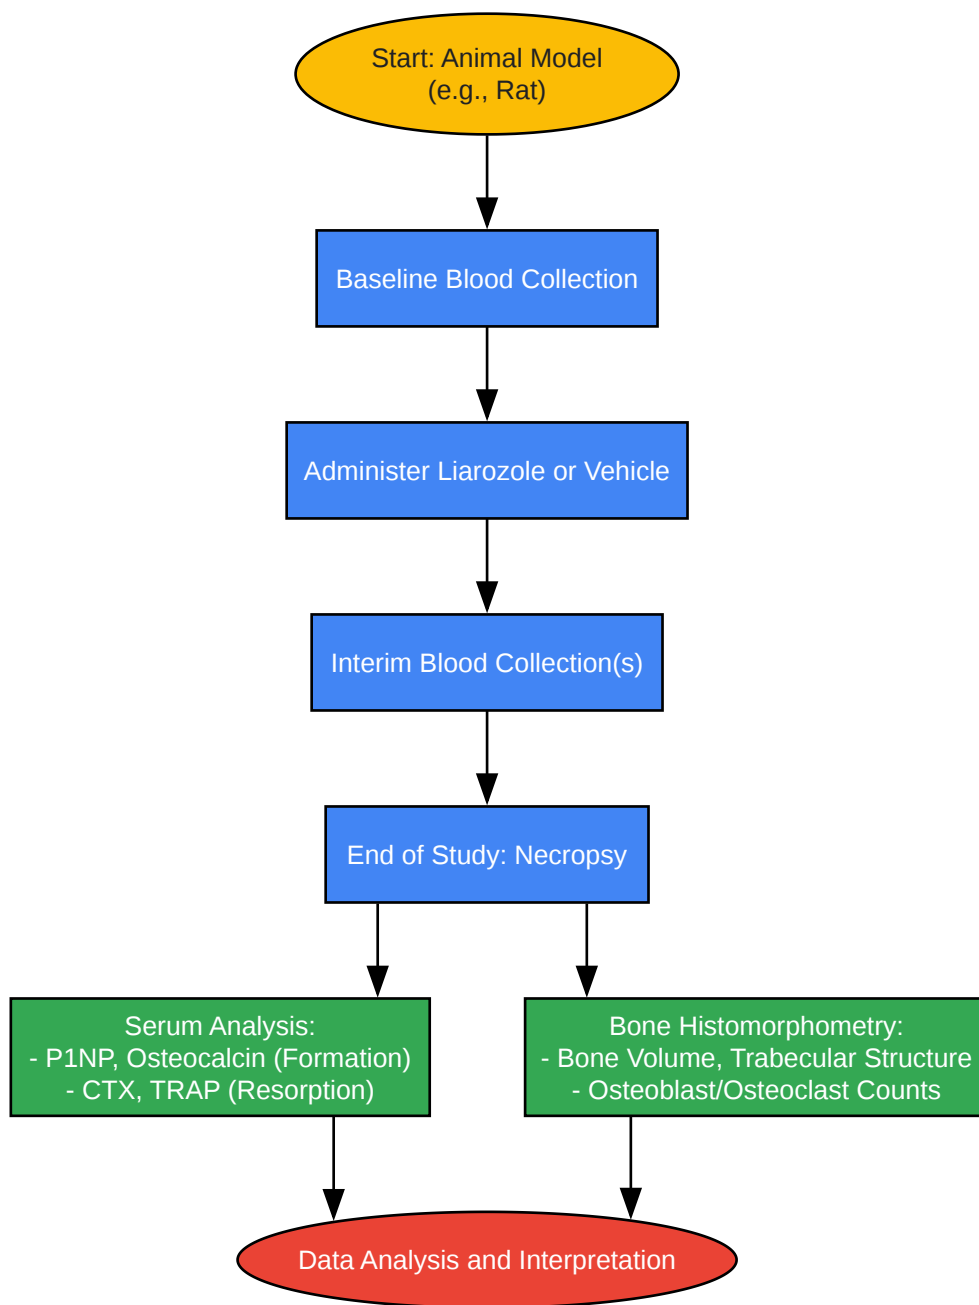 Start: Animal Model
(e.g., Rat)
Baseline Blood Collection
Administer Liarozole or Vehicle
Interim Blood Collection(s)
End of Study: Necropsy
Serum Analysis:
- P1NP, Osteocalcin (Formation)
- CTX, TRAP (Resorption)
Bone Histomorphometry:
- Bone Volume, Trabecular Structure
- Osteoblast/Osteoclast Counts
Data Analysis and Interpretation